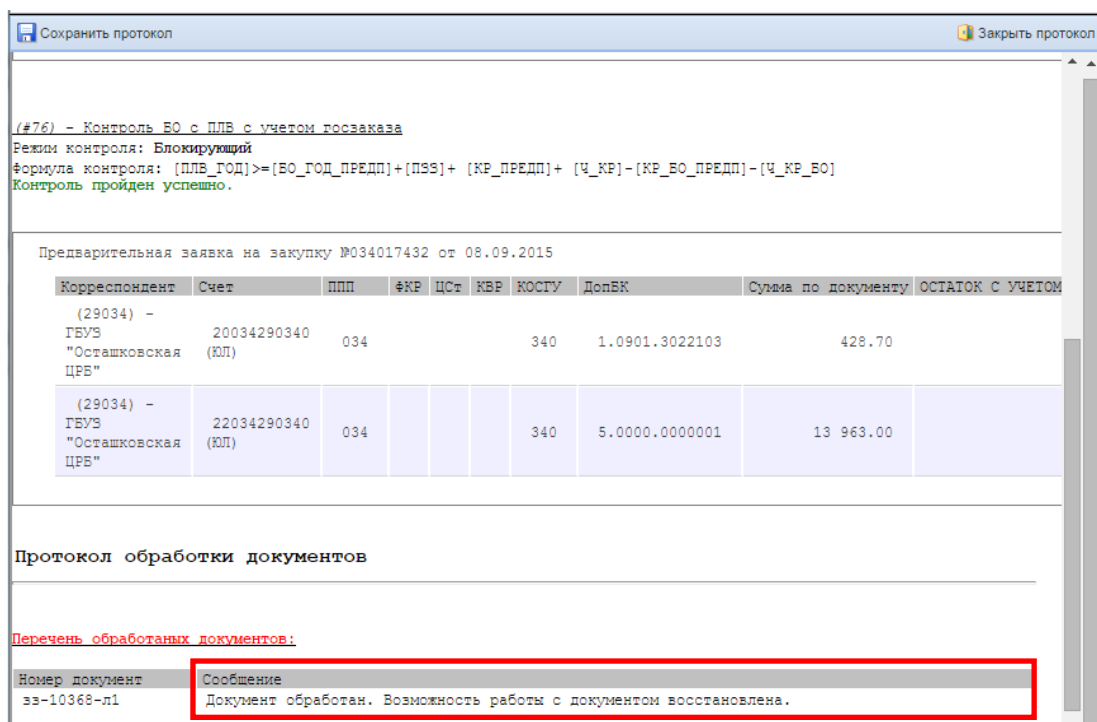 Сохранить протокол
Закрыть протокол
(#76) - Контроль БО с ПЛВ с учетом госзаказа
Режим контроля: Блокирующий
Формула контроля: [ПЛВ_ГОД]>=[БО_ГОД_ПРЕДП]+[ПЗЗ]+ [КР_ПРЕДП]+ [Ч_КР]-[КР_БО_ПРЕДП]-[Ч_КР_БО]
Контроль пройден успешно.
Предварительная заявка на закупку №034017432 от 08.09.2015
Корреспондент Счет ППП ФКР ЦСт КВР КОСГУ ДопБК Сумма по документу ОСТАТОК С УЧЕТОМ
(29034) -
ГБУЗ
"Осташковская
ЦРБ"
20034290340
(ЮЛ)
034 340 1.0901.3022103 428.70
(29034) -
ГБУЗ
"Осташковская
ЦРБ"
22034290340
(ЮЛ)
034 340 5.0000.0000001 13 963.00
Протокол обработки документов
Перечень обработаных документов:
Номер документ Сообщение
зз-10368-л1 Документ обработан. Возможность работы с документом восстановлена.